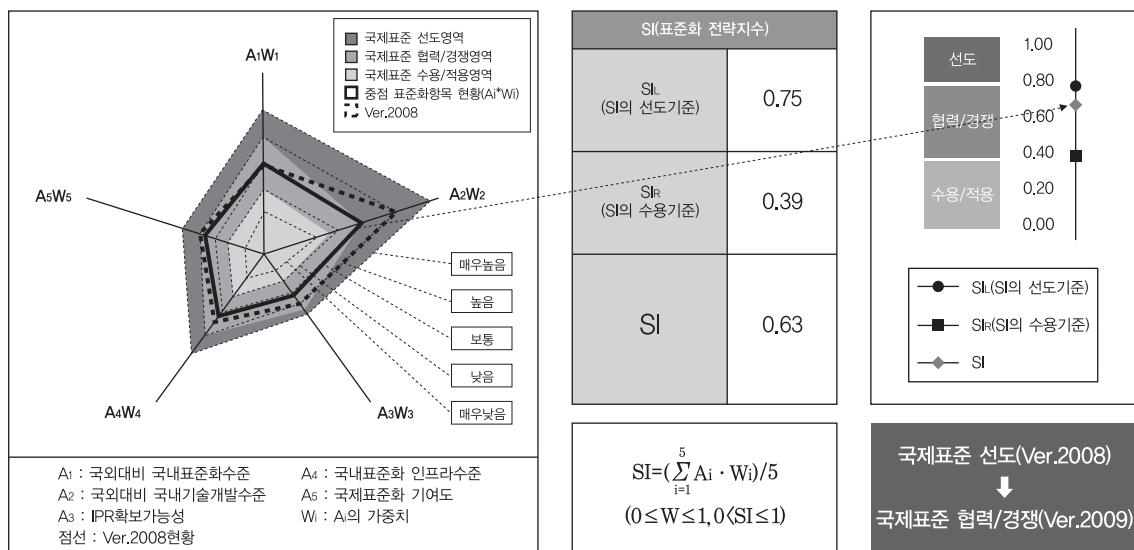 국제표준 선도영역
국제표준 협력/경쟁영역
국제표준 수용/적용영역
중점 표준화항목 현황(Ai*Wi)
Ver.2008
A1W1
A2W2
A3W3
A4W4
A5W5
매우높음
높음
보통
낮음
매우낮음
A1 : 국외대비 국내표준화수준
A2 : 국외대비 국내기술개발수준
A3 : IPR확보가능성
점선 : Ver.2008현황
A4 : 국내표준화 인프라수준
A5 : 국제표준화 기여도
Wi : Ai의 가중치
SI(표준화 전략지수)
SIL
(SI의 선도기준)
0.75
SIR
(SI의 수용기준)
0.39
SI
0.63
SI=(∑Ai · Wi)/5
5
i=1
(0≤W≤1, 0〈SI≤1)
선도
협력/경쟁
수용/적용
1.00
0.80
0.60
0.40
0.20
0.00
SIL(SI의 선도기준)
SIR(SI의 수용기준)
SI
국제표준 선도(Ver.2008)
국제표준 협력/경쟁(Ver.2009)